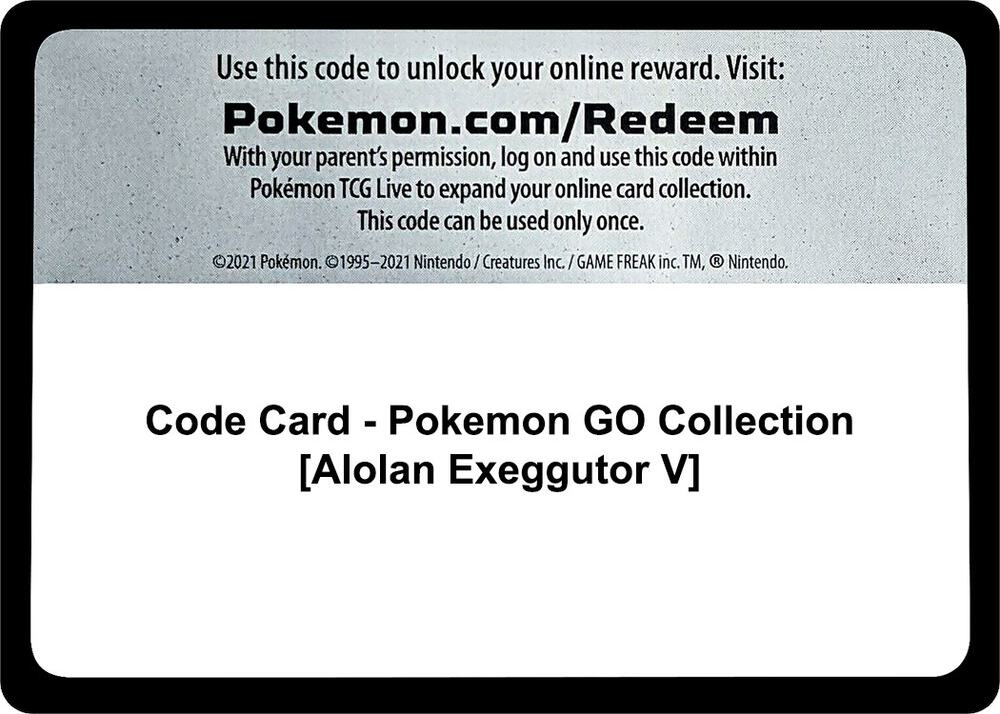 Use this code to unlock your online reward. Visit:
Pokemon.com/Redeem
With your parent's permission, log on and use this code within
Pokémon TCG Live to expand your online card collection.
This code can be used only once.
©2021 Pokémon. ©1995–2021 Nintendo / Creatures Inc. / GAME FREAK inc. TM, ® Nintendo.
Code Card - Pokemon GO Collection
[Alolan Exeggutor V]